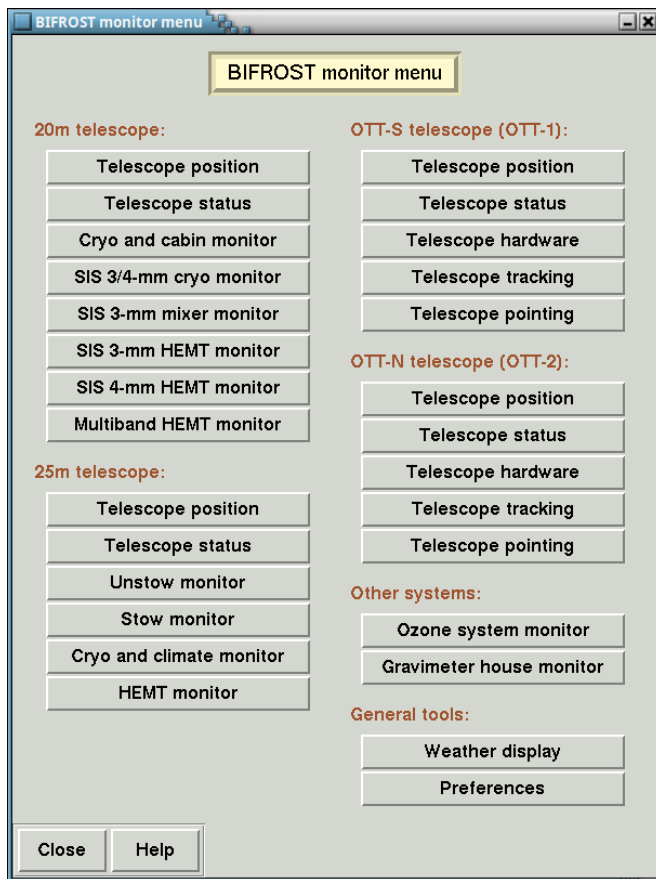 BIFROST monitor menu
BIFROST monitor menu
20m telescope:
Telescope position
Telescope status
Cryo and cabin monitor
SIS 3/4-mm cryo monitor
SIS 3-mm mixer monitor
SIS 3-mm HEMT monitor
SIS 4-mm HEMT monitor
Multiband HEMT monitor
25m telescope:
Telescope position
Telescope status
Unstow monitor
Stow monitor
Cryo and climate monitor
HEMT monitor
OTT-S telescope (OTT-1):
Telescope position
Telescope status
Telescope hardware
Telescope tracking
Telescope pointing
OTT-N telescope (OTT-2):
Telescope position
Telescope status
Telescope hardware
Telescope tracking
Telescope pointing
Other systems:
Ozone system monitor
Gravimeter house monitor
General tools:
Weather display
Preferences
Close
Help